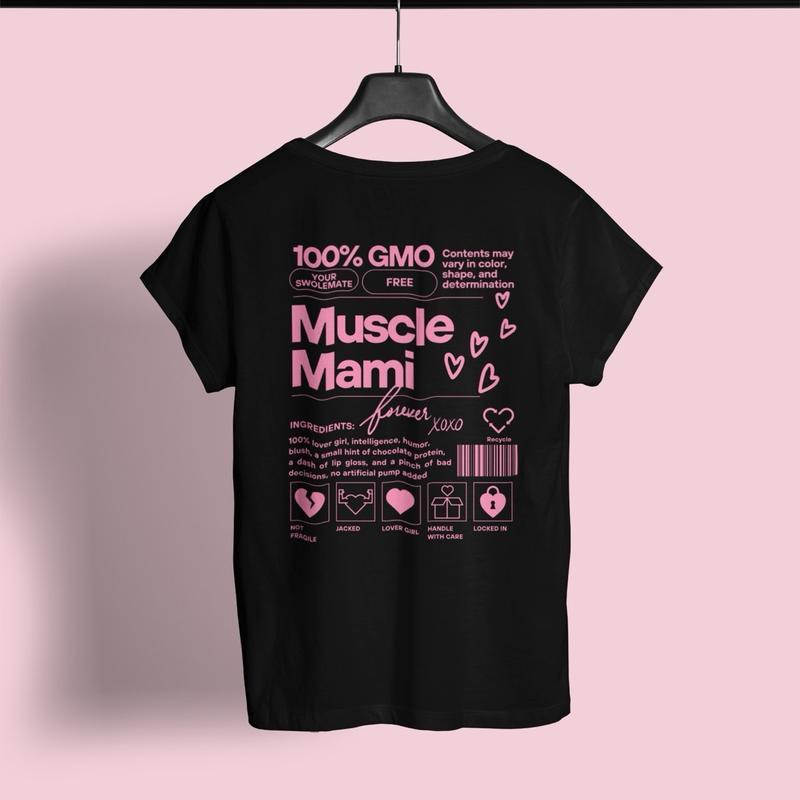 100% GMO
YOUR
SWOLEMATE
FREE
Contents may
vary in color,
shape, and
determination
Muscle
Mami
forever
XOXO
INGREDIENTS:
100% lover girl, intelligence, humor,
blush, a small hint of chocolate protein,
a dash of lip gloss, and a pinch of bad
decisions, no artificial pump added
Recycle
NOT
FRAGILE
JACKED
LOVER GIRL
HANDLE
WITH CARE
LOCKED IN